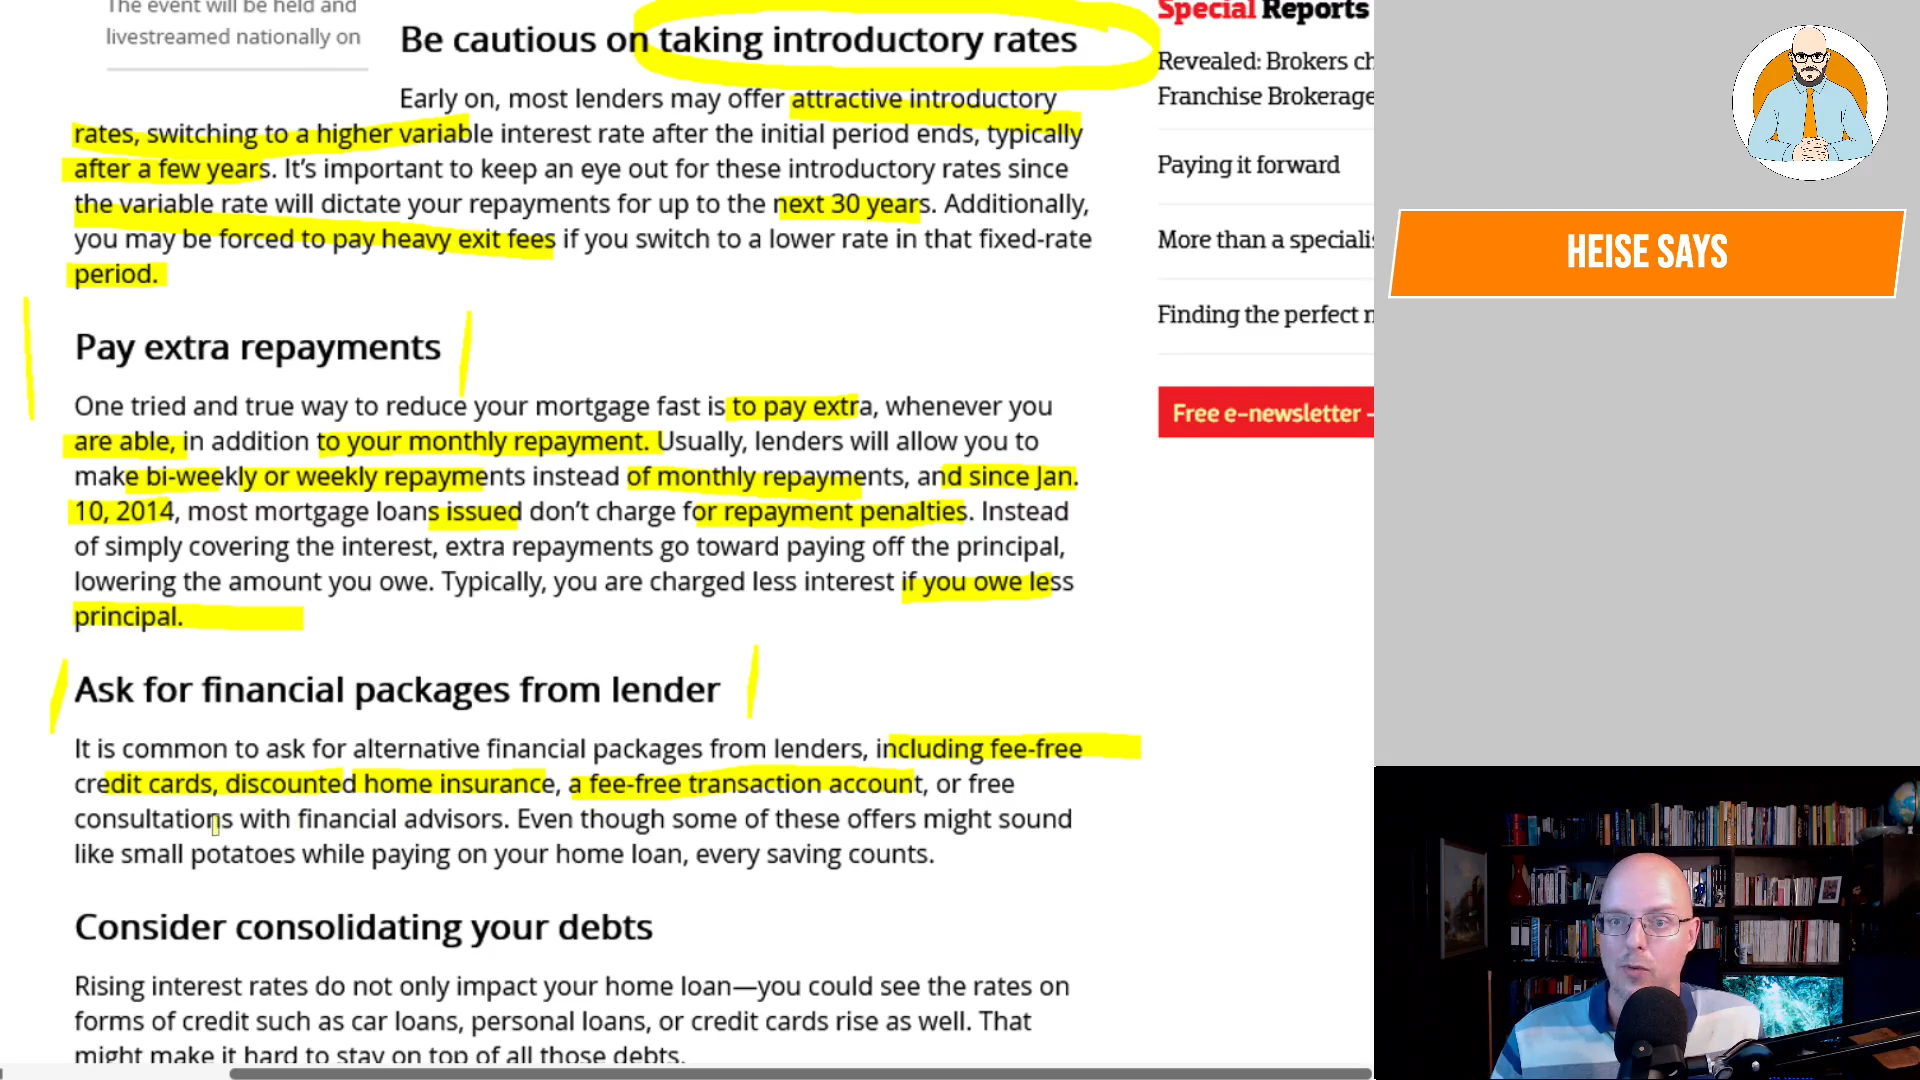 The event will be held and
livestreamed nationally on
Be cautious on taking introductory rates
Early on, most lenders may offer attractive introductory
rates, switching to a higher variable interest rate after the initial period ends, typically
after a few years. It’s important to keep an eye out for these introductory rates since
the variable rate will dictate your repayments for up to the next 30 years. Additionally,
you may be forced to pay heavy exit fees if you switch to a lower rate in that fixed-rate
period.
Pay extra repayments
One tried and true way to reduce your mortgage fast is to pay extra, whenever you
are able, in addition to your monthly repayment. Usually, lenders will allow you to
make bi-weekly or weekly repayments instead of monthly repayments, and since Jan.
10, 2014, most mortgage loans issued don’t charge for repayment penalties. Instead
of simply covering the interest, extra repayments go toward paying off the principal,
lowering the amount you owe. Typically, you are charged less interest if you owe less
principal.
Ask for financial packages from lender
It is common to ask for alternative financial packages from lenders, including fee-free
credit cards, discounted home insurance, a fee-free transaction account, or free
consultations with financial advisors. Even though some of these offers might sound
like small potatoes while paying on your home loan, every saving counts.
Consider consolidating your debts
Rising interest rates do not only impact your home loan—you could see the rates on
forms of credit such as car loans, personal loans, or credit cards rise as well. That
might make it hard to stay on top of all those debts.
Special Reports
Revealed: Brokers ch
Franchise Brokerage
Paying it forward
More than a speciali
Finding the perfect
Free e-newsletter -
HEISE SAYS